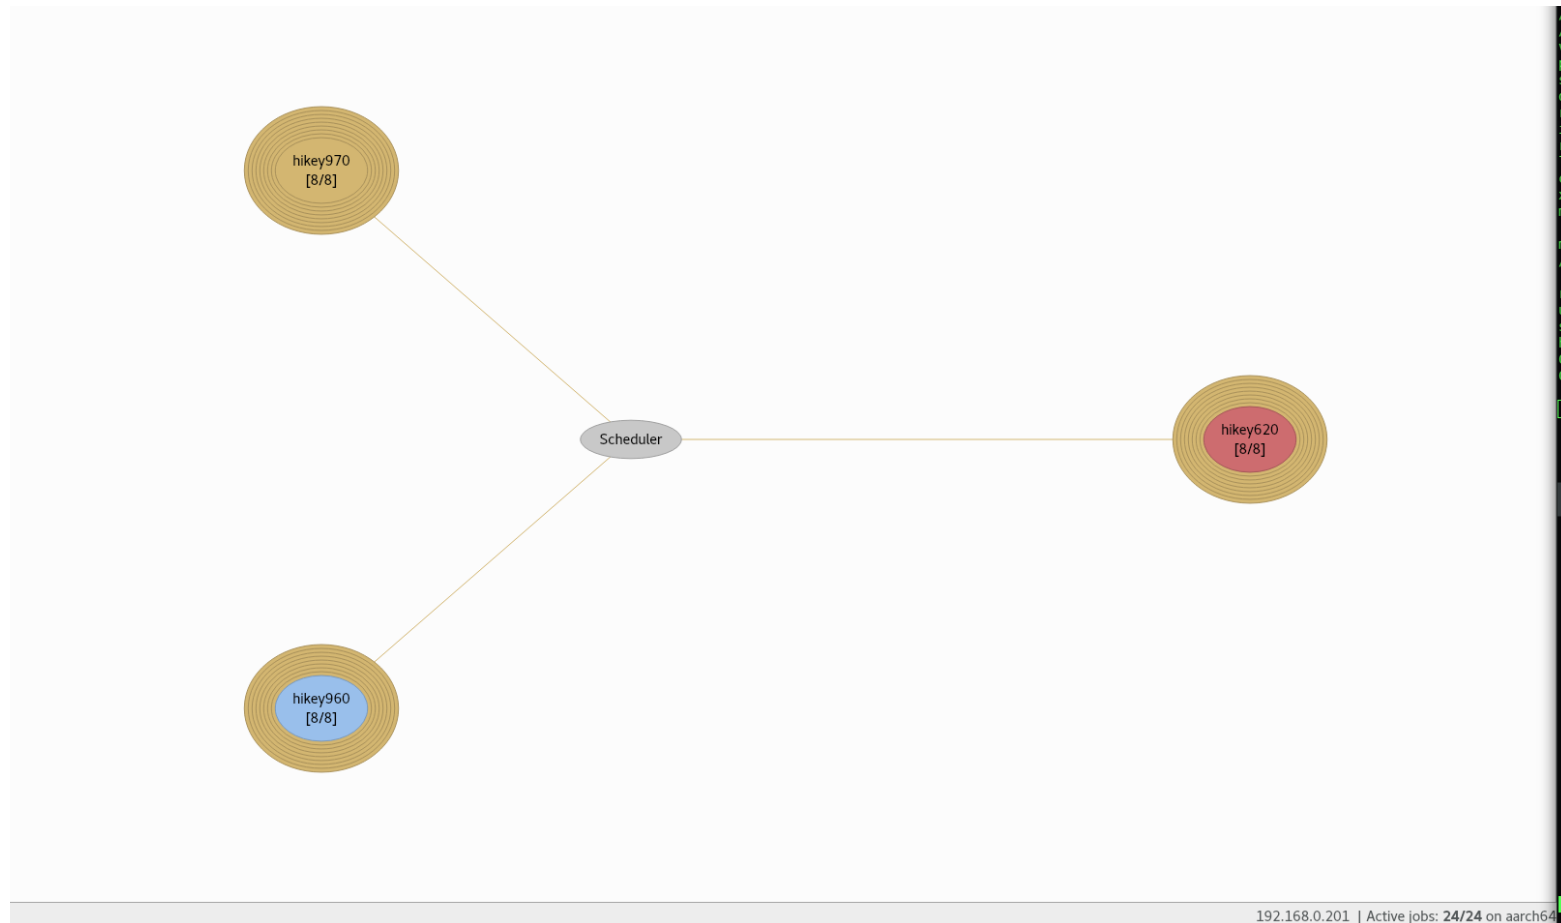 hikey970
[8/8]
Scheduler
hikey620
[8/8]
hikey960
[8/8]
192.168.0.201 | Active jobs: 24/24 on aarch64